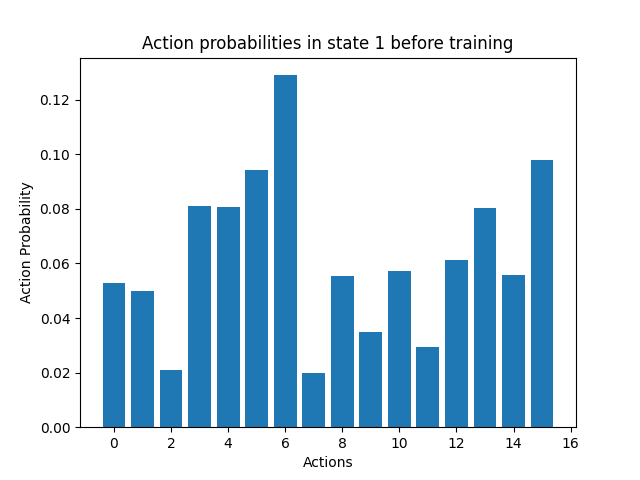 Action probabilities in state 1 before training
0.12
0.10
0.08
0.06
0.04
0.02
0.00
Action Probability
0 2 4 6 8 10 12 14 16
Actions